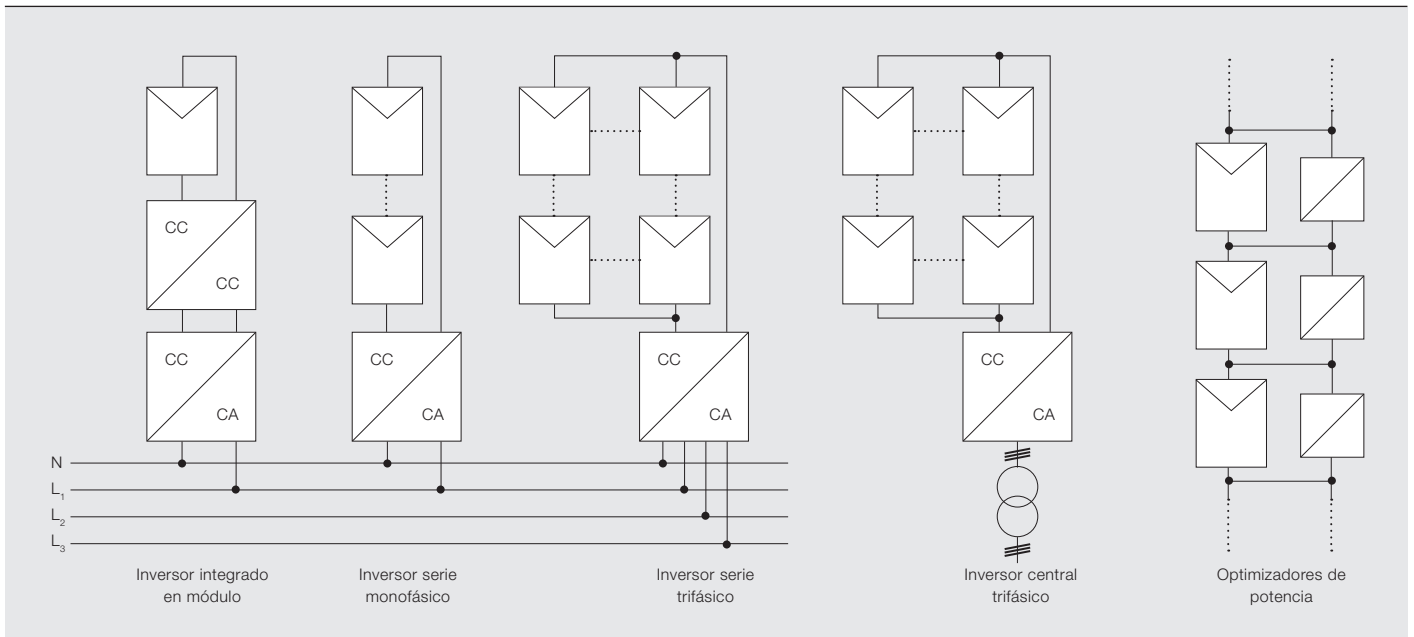 CC
CC
CC
CA
CC
CA
CC
CA
CC
CA
N
L₁
L₂
L₃
Inversor integrado
en módulo
Inversor serie
monofásico
Inversor serie
trifásico
Inversor central
trifásico
Optimizadores de
potencia